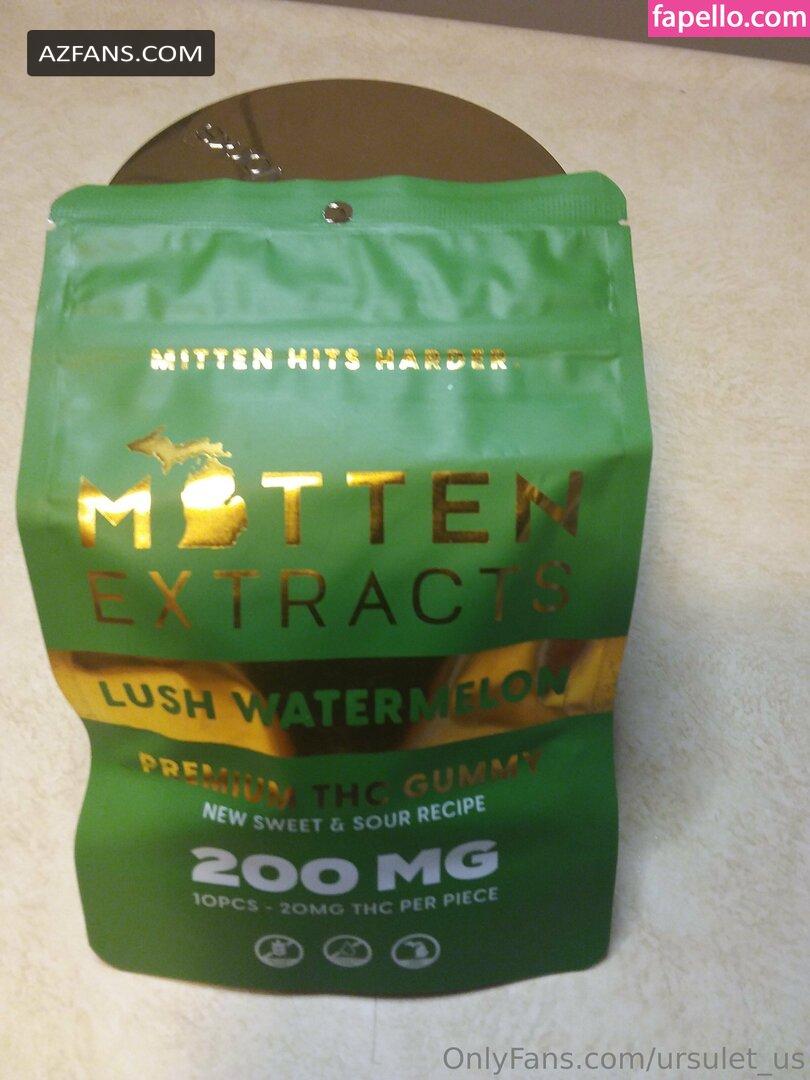 fapello.com
AZFANS.COM
MITTEN HITS HARDER.
MITTEN
EXTRACTS
LUSH WATERMELON
PREMIUM THC GUMMY
NEW SWEET & SOUR RECIPE
200 MG
10PCS - 20MG THC PER PIECE
OnlyFans.com/ursulet_us